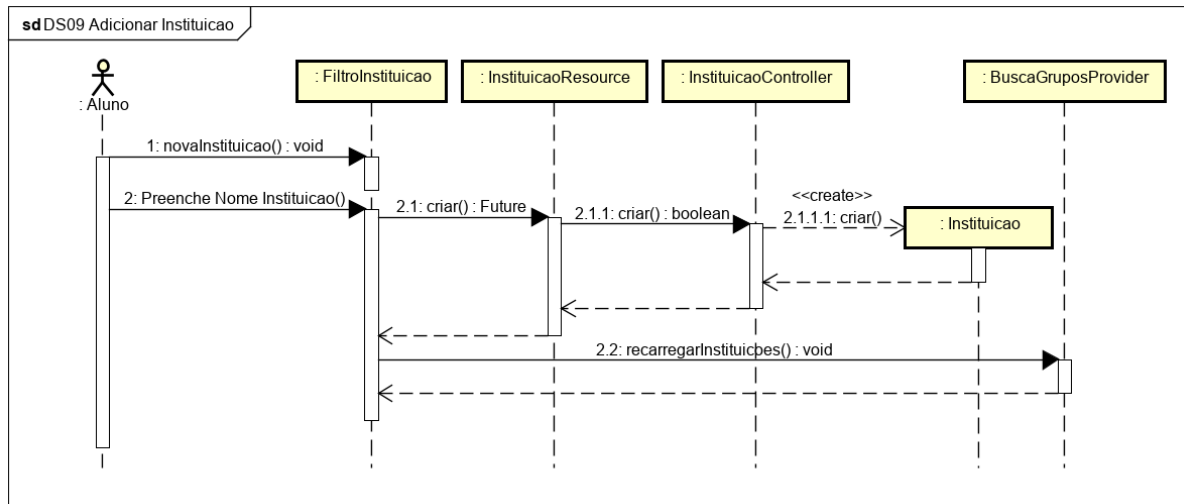 sd DS09 Adicionar Instituicao
: Aluno
: FiltroInstituicao
: InstituicaoResource
: InstituicaoController
: BuscaGruposProvider
1: novaInstituicao() : void
2: Preenche Nome Instituicao()
2.1: criar() : Future
2.1.1: criar() : boolean
<<create>>
2.1.1.1: criar()
: Instituicao
2.2: recarregarInstituicoes() : void